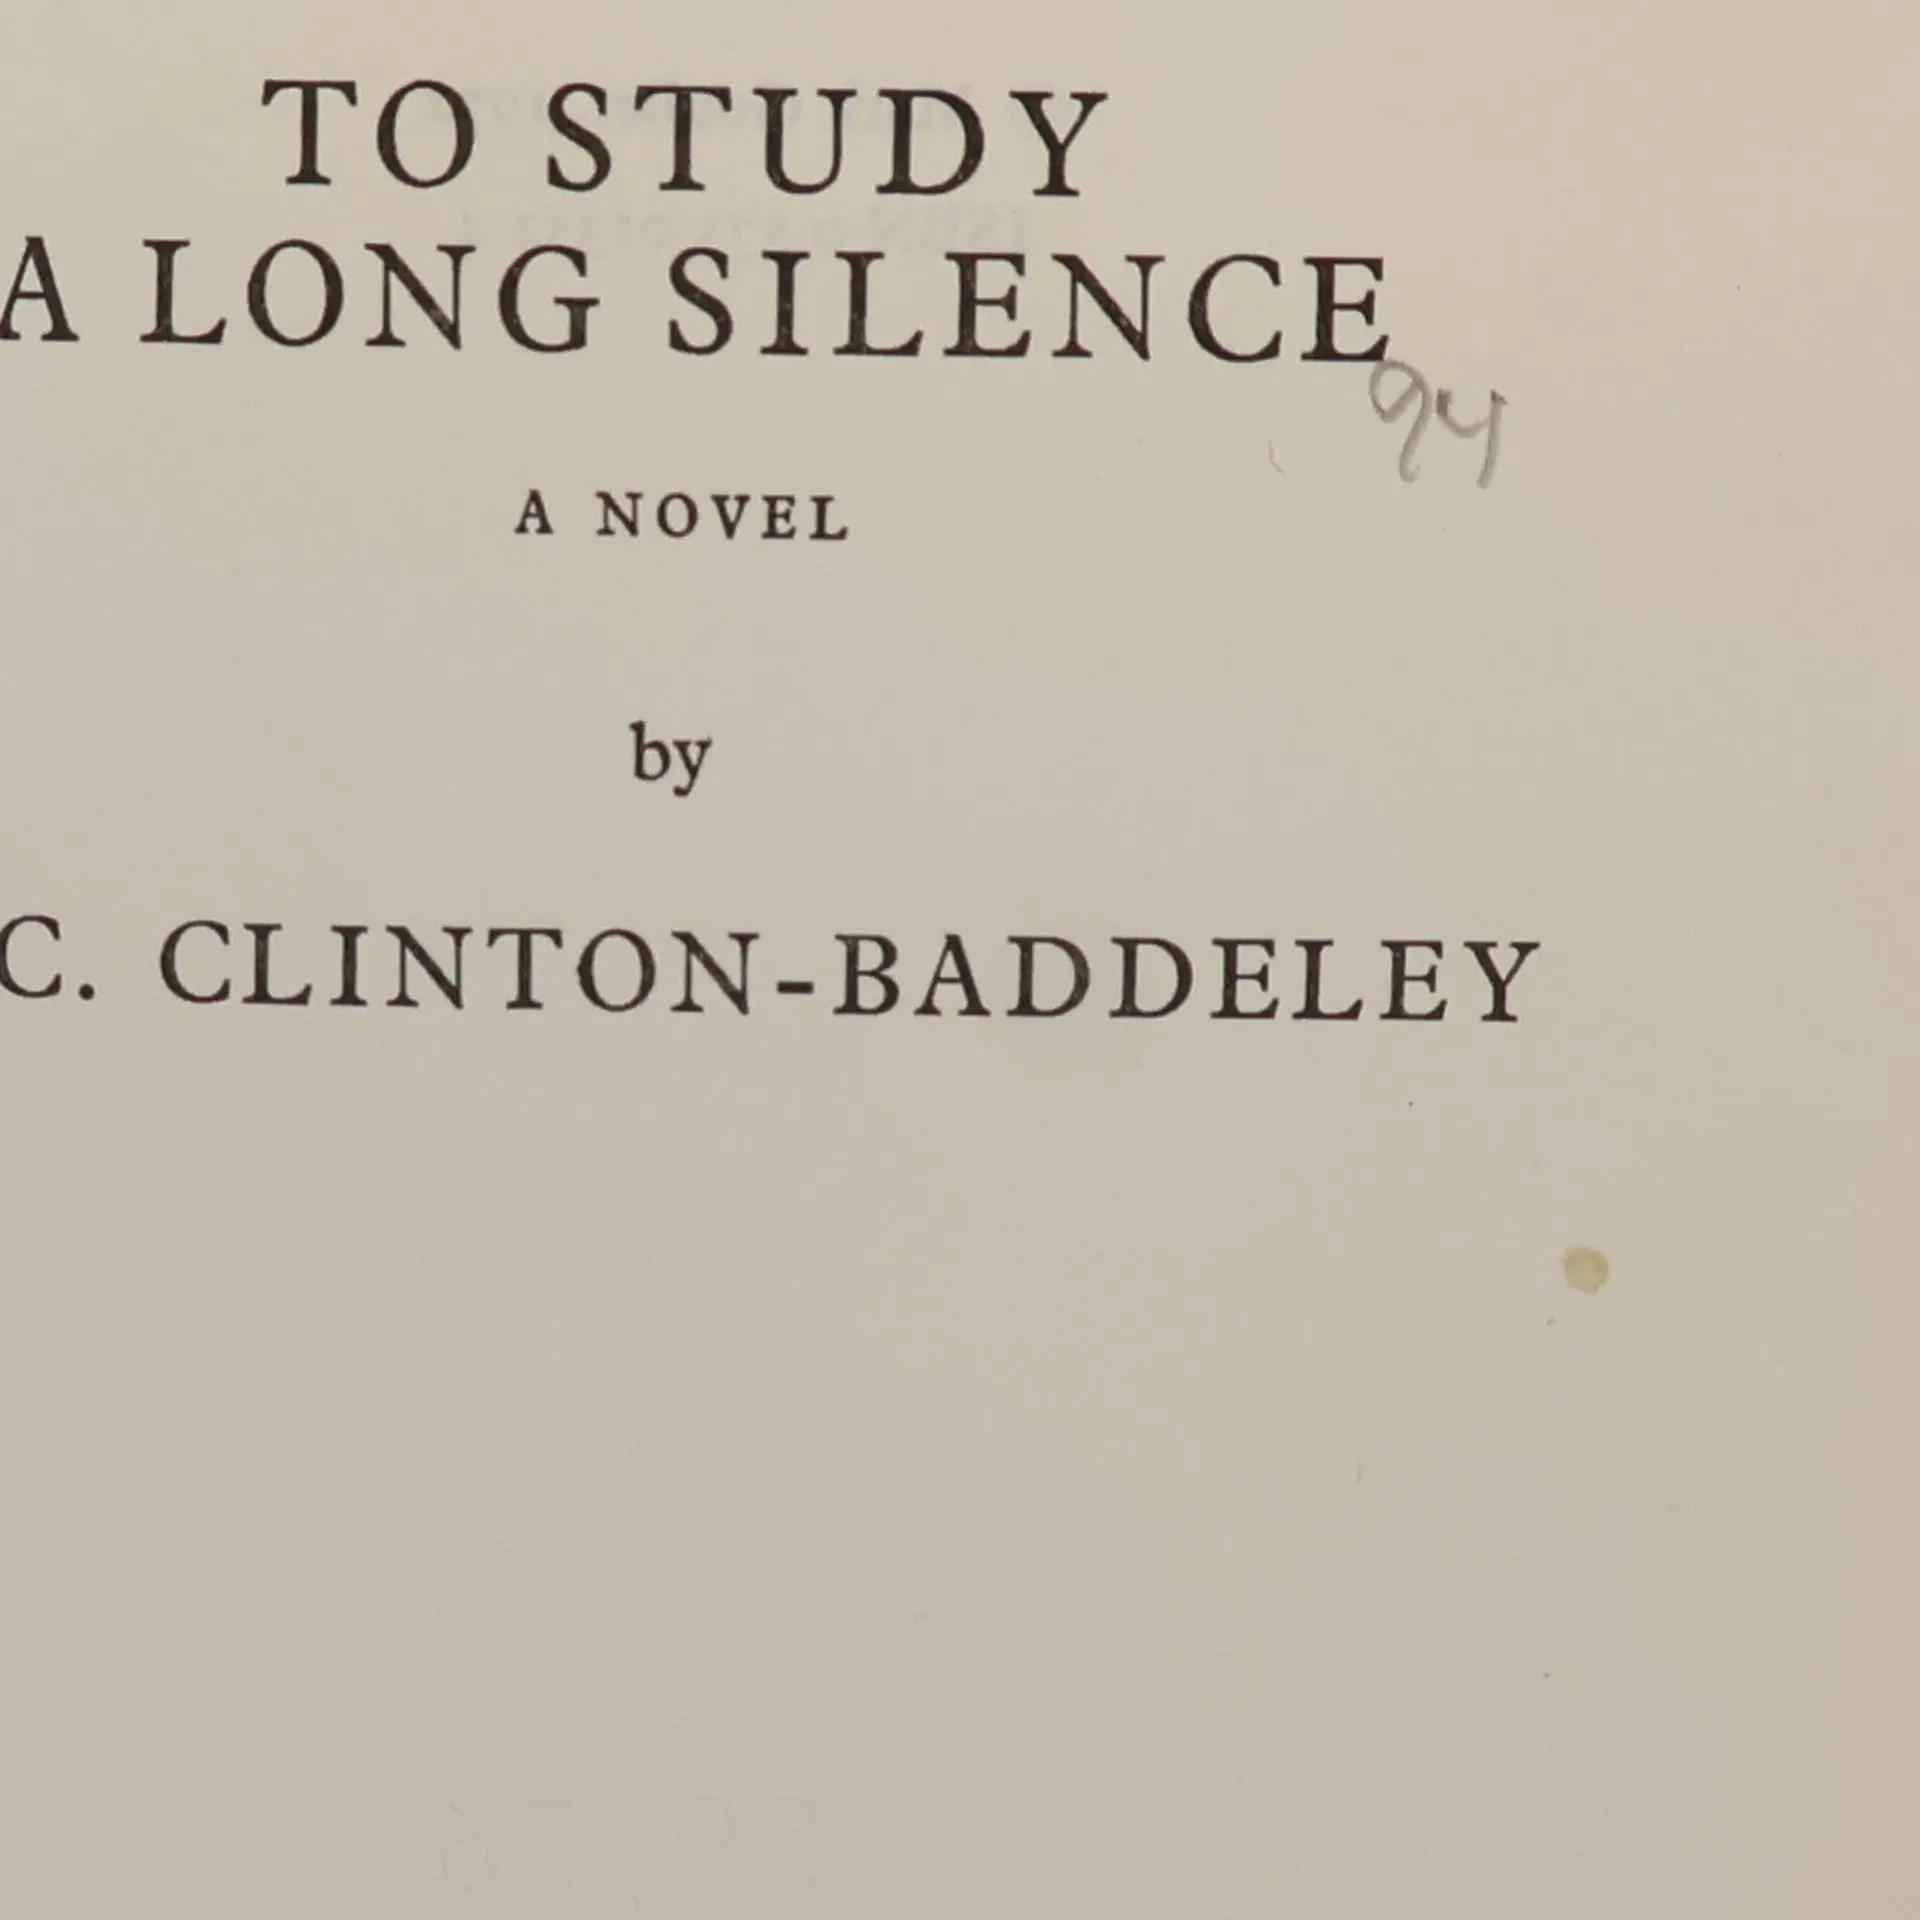 TO STUDY
A LONG SILENCE
94
A NOVEL
by
C. CLINTON-BADDELEY